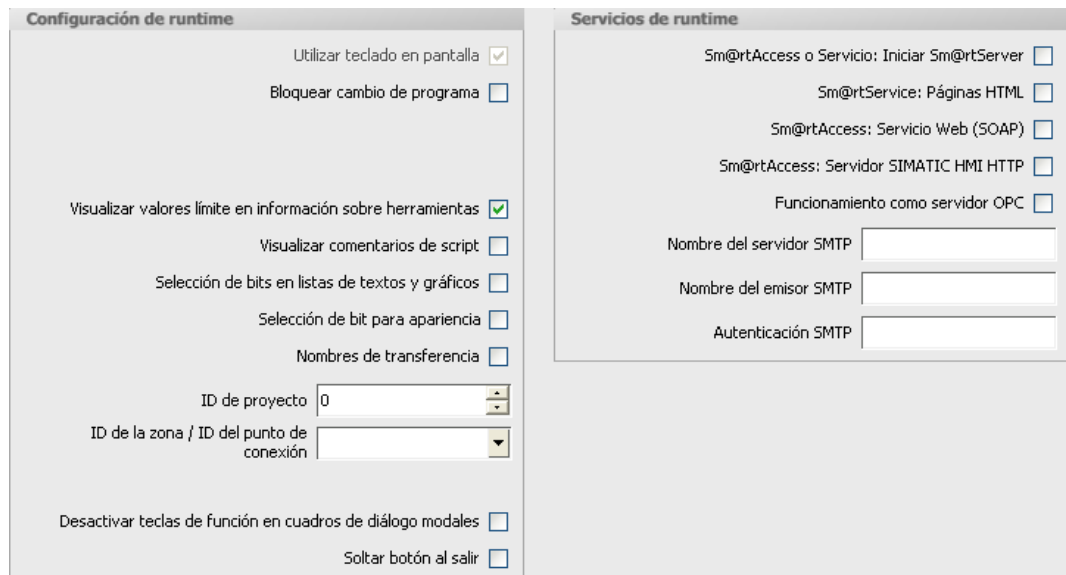 Configuración de runtime
Utilizar teclado en pantalla
Bloquear cambio de programa
Visualizar valores límite en información sobre herramientas
Visualizar comentarios de script
Selección de bits en listas de textos y gráficos
Selección de bit para apariencia
Nombres de transferencia
ID de proyecto 0
ID de la zona / ID del punto de
conexión
Desactivar teclas de función en cuadros de diálogo modales
Soltar botón al salir
Servicios de runtime
Sm@rtAccess o Servicio: Iniciar Sm@rtServer
Sm@rtService: Páginas HTML
Sm@rtAccess: Servicio Web (SOAP)
Sm@rtAccess: Servidor SIMATIC HMI HTTP
Funcionamiento como servidor OPC
Nombre del servidor SMTP
Nombre del emisor SMTP
Autenticación SMTP